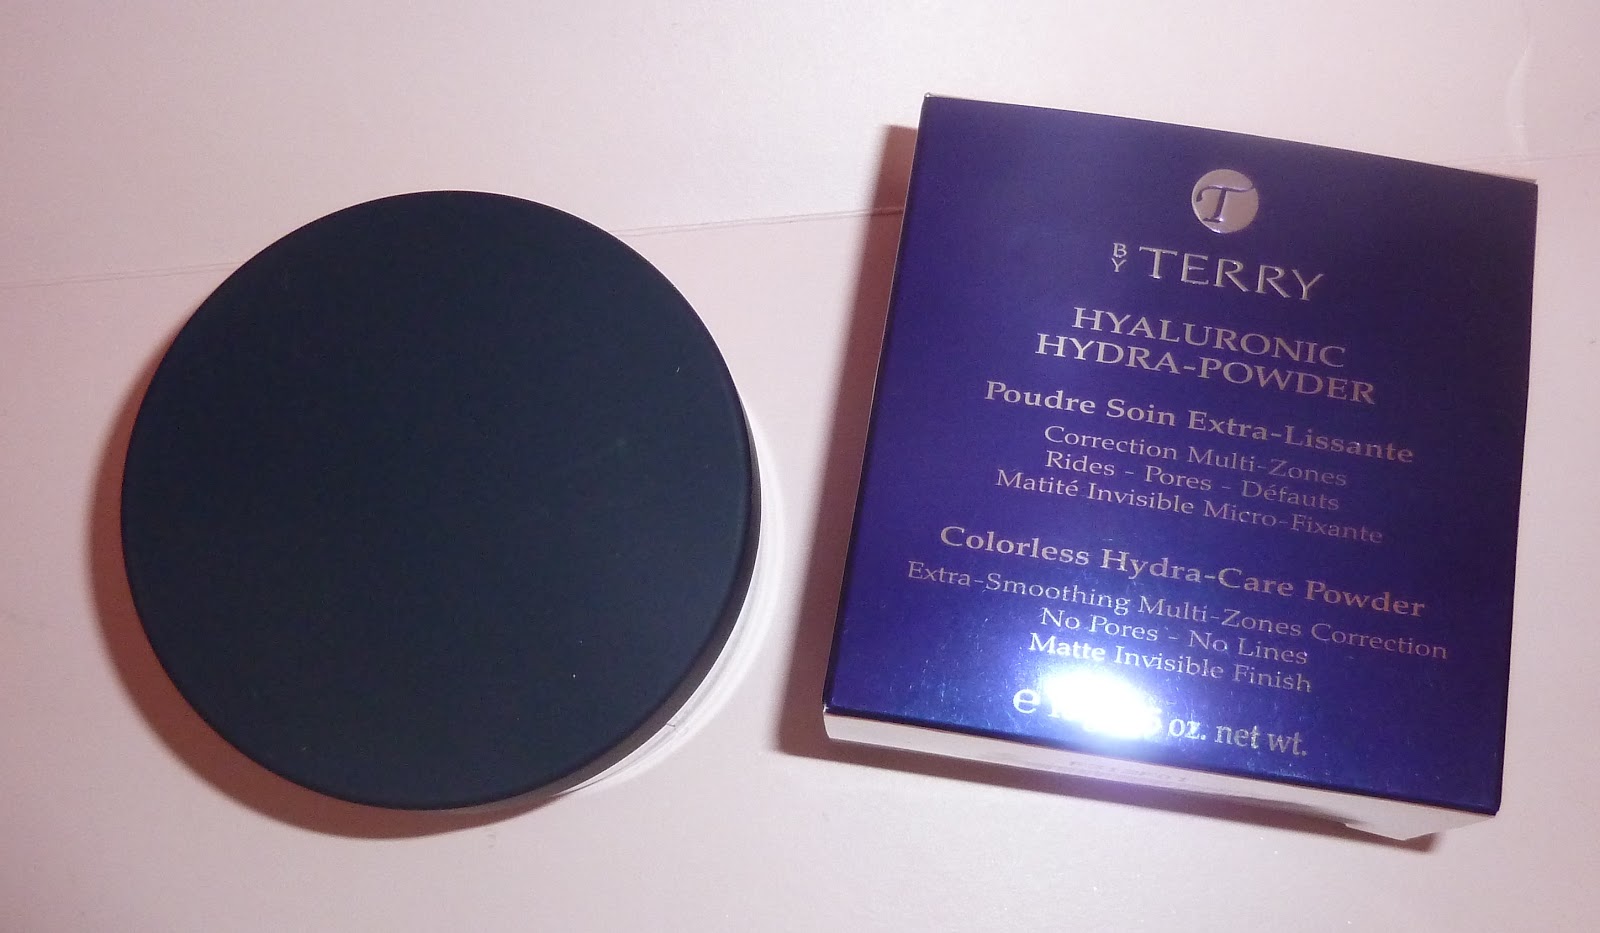 T
BY TERRY
HYALURONIC
HYDRA-POWDER
Poudre Soin Extra-Lissante
Correction Multi-Zones
Rides - Pores - Défauts
Matité Invisible Micro-Fixante
Colorless Hydra-Care Powder
Extra-Smoothing Multi-Zones Correction
No Pores - No Lines
Matte Invisible Finish
e oz. net wt.